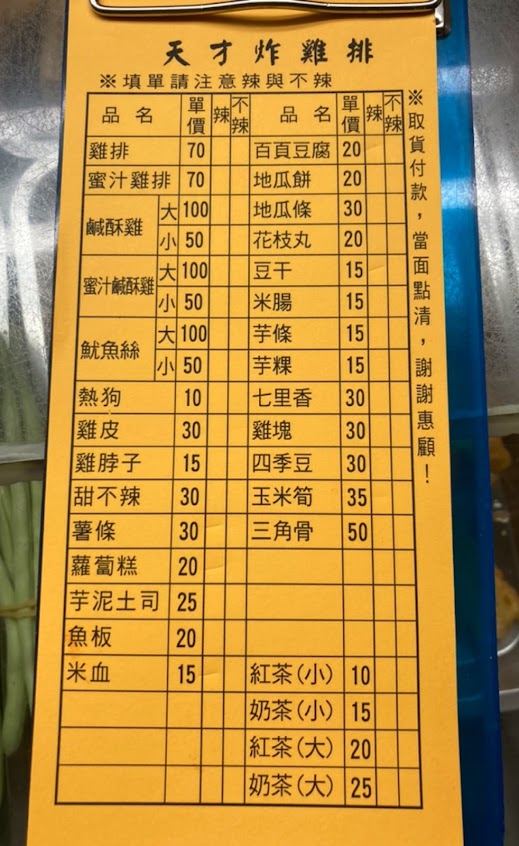 天才炸雞排
※填單請注意辣與不辣
品名 單價 辣 不辣 品名 單價 辣 不辣
雞排 70 百頁豆腐 20
蜜汁雞排 70 地瓜餅 20
鹹酥雞 大 100 地瓜條 30
小 50 花枝丸 20
蜜汁鹹酥雞 大 100 豆干 15
小 50 米腸 15
魷魚絲 大 100 芋條 15
小 50 芋粿 15
熱狗 10 七里香 30
雞皮 30 雞塊 30
雞脖子 15 四季豆 30
甜不辣 30 玉米筍 35
薯條 30 三角骨 50
蘿蔔糕 20
芋泥土司 25
魚板 20
米血 15 紅茶(小) 10
奶茶(小) 15
紅茶(大) 20
奶茶(大) 25
※取貨付款，當面點清，謝謝惠顧！